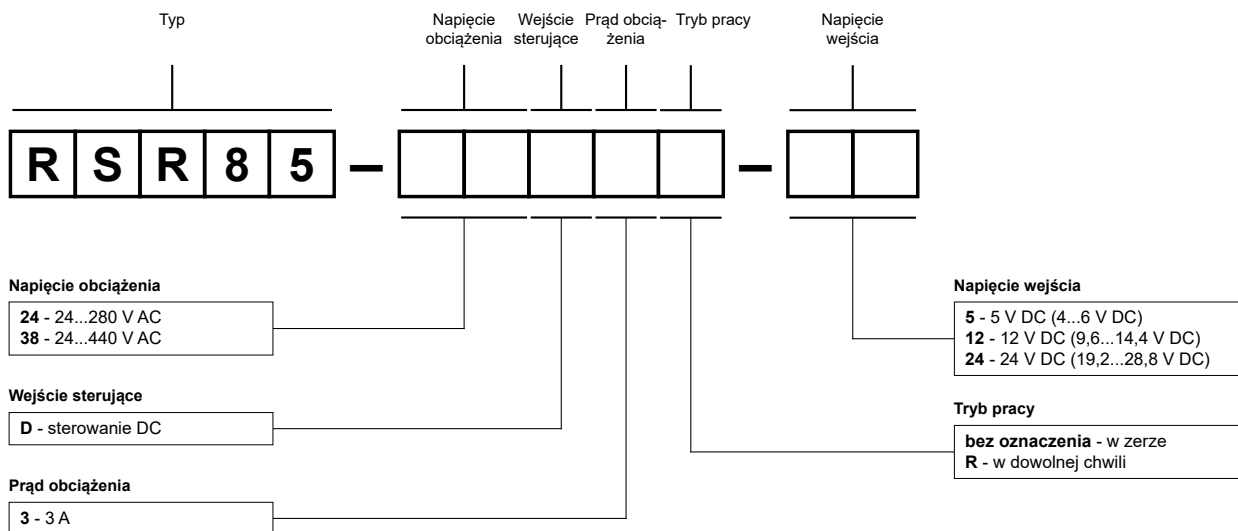 Typ
Napięcie
obciążenia
Wejście
sterujące
Prąd obcią-
żenia
Tryb pracy
Napięcie
wejścia
R S R 8 5 – –
Napięcie obciążenia
24 - 24...280 V AC
38 - 24...440 V AC
Wejście sterujące
D - sterowanie DC
Prąd obciążenia
3 - 3 A
Napięcie wejścia
5 - 5 V DC (4...6 V DC)
12 - 12 V DC (9,6...14,4 V DC)
24 - 24 V DC (19,2...28,8 V DC)
Tryb pracy
bez oznaczenia - w zerze
R - w dowolnej chwili